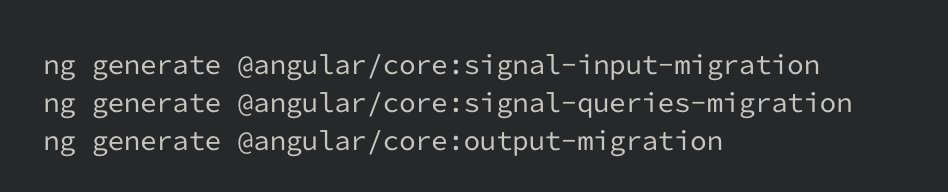 ng generate @angular/core:signal-input-migration
ng generate @angular/core:signal-queries-migration
ng generate @angular/core:output-migration